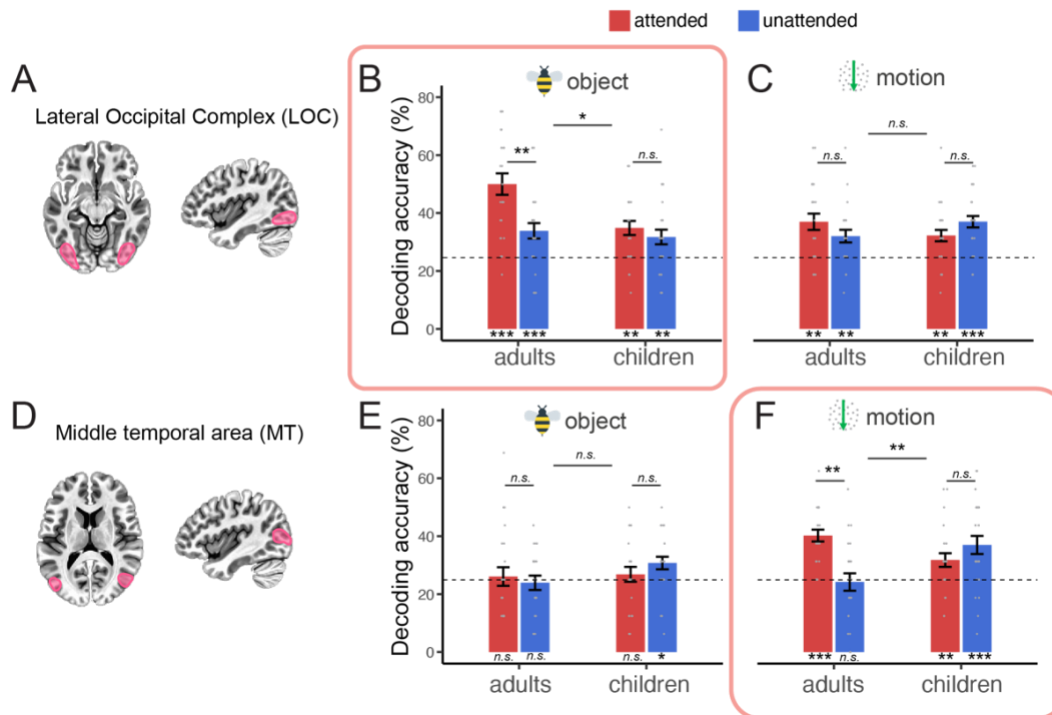 attended unattended
A
Lateral Occipital Complex (LOC)
B
object
Decoding accuracy (%)
80
60
40
20
0
*
**
n.s.
*** *** ** **
adults children
C
motion
n.s.
n.s. n.s.
** ** ** ***
adults children
D
Middle temporal area (MT)
E
object
Decoding accuracy (%)
80
60
40
20
0
n.s.
n.s. n.s.
n.s. n.s. n.s. *
adults children
F
motion
**
** n.s.
*** n.s. ** ***
adults children